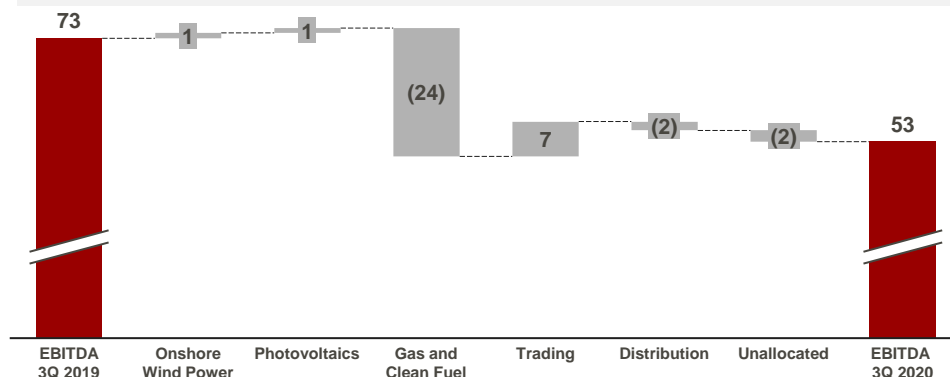 73
1
1
(24)
7
(2)
(2)
53
EBITDA
3Q 2019
Onshore
Wind Power
Photovoltaics
Gas and
Clean Fuel
Trading
Distribution
Unallocated
EBITDA
3Q 2020